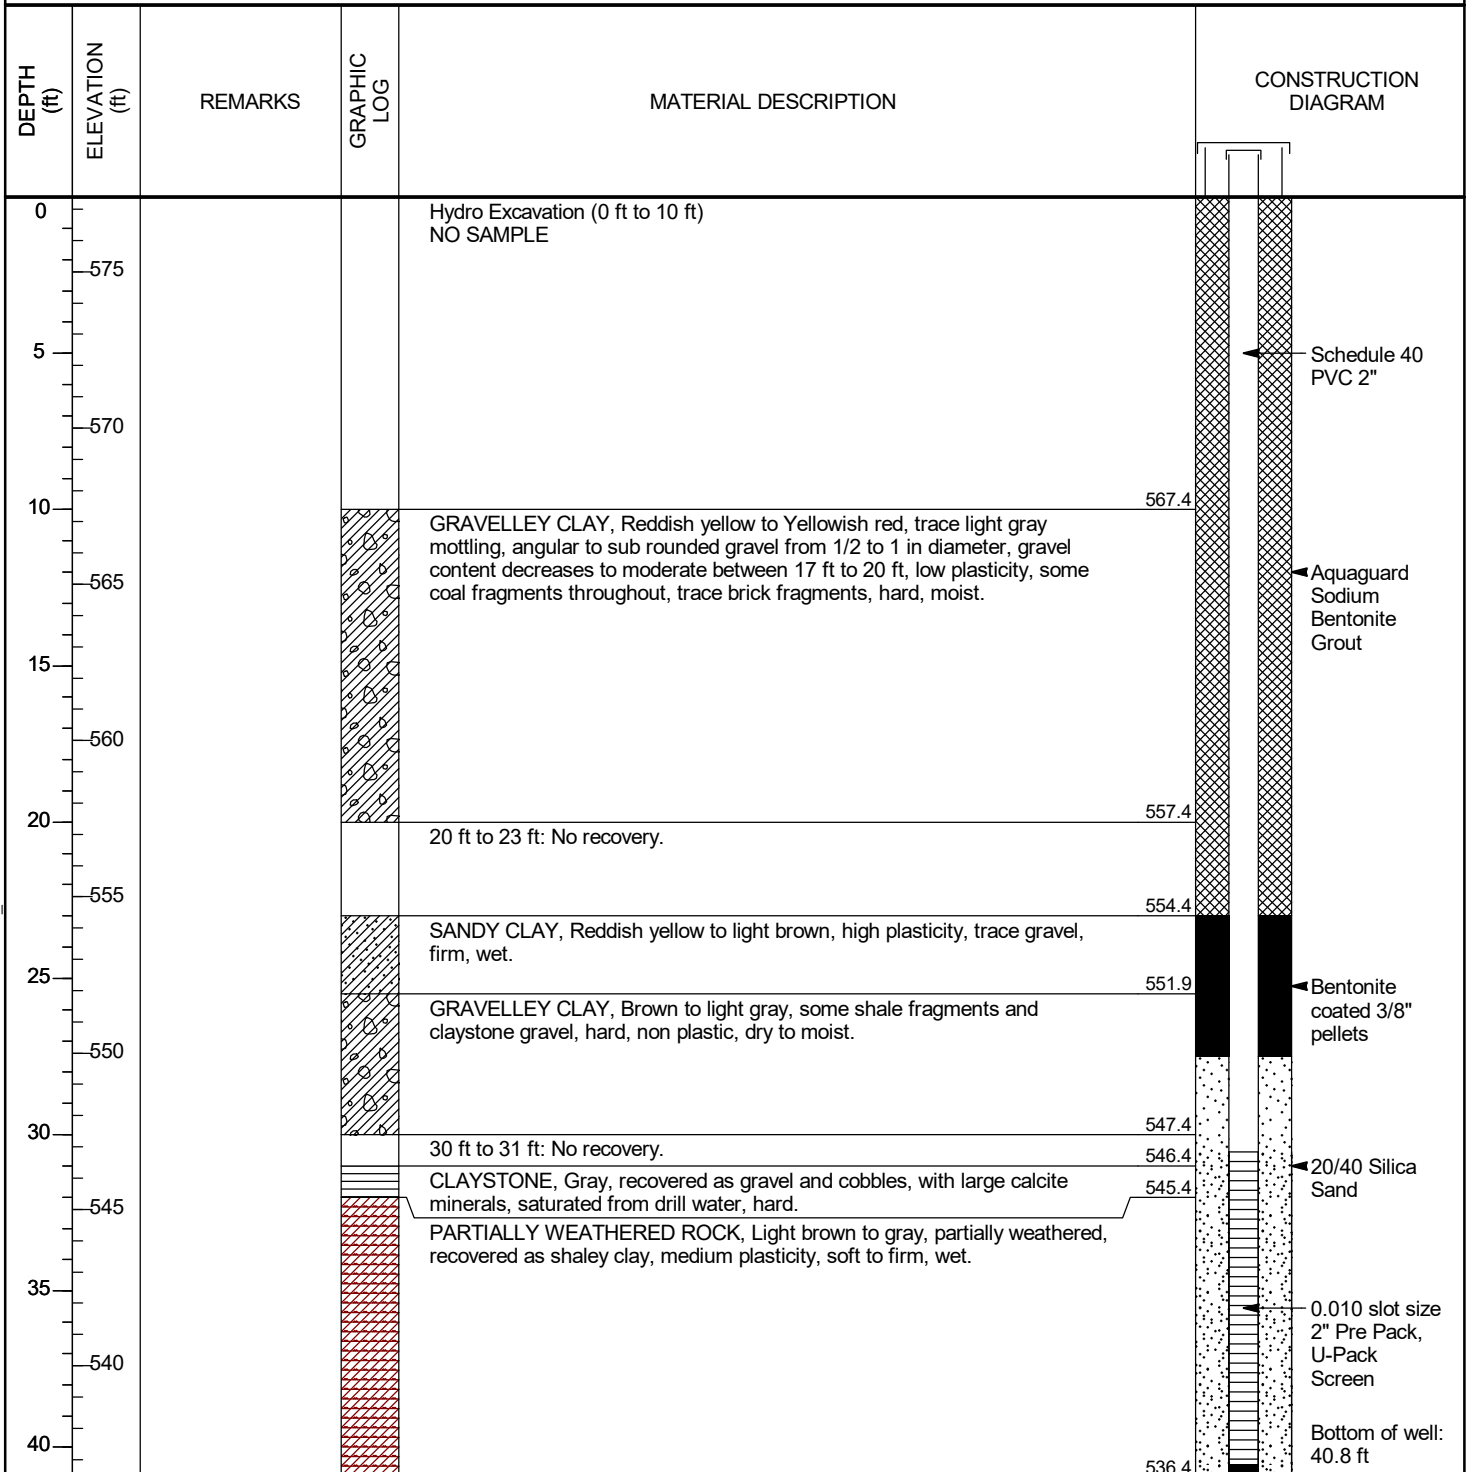 DEPTH
(ft)
ELEVATION
(ft)
REMARKS
GRAPHIC
LOG
MATERIAL DESCRIPTION
CONSTRUCTION
DIAGRAM
0
Hydro Excavation (0 ft to 10 ft)
NO SAMPLE
575
5
Schedule 40
PVC 2"
570
567.4
10
GRAVELLEY CLAY, Reddish yellow to Yellowish red, trace light gray
mottling, angular to sub rounded gravel from 1/2 to 1 in diameter, gravel
content decreases to moderate between 17 ft to 20 ft, low plasticity, some
coal fragments throughout, trace brick fragments, hard, moist.
565
Aquaguard
Sodium
Bentonite
Grout
15
560
557.4
20
20 ft to 23 ft: No recovery.
555
554.4
SANDY CLAY, Reddish yellow to light brown, high plasticity, trace gravel,
firm, wet.
25
551.9
Bentonite
coated 3/8"
pellets
GRAVELLEY CLAY, Brown to light gray, some shale fragments and
claystone gravel, hard, non plastic, dry to moist.
550
547.4
30
30 ft to 31 ft: No recovery.
546.4
20/40 Silica
Sand
CLAYSTONE, Gray, recovered as gravel and cobbles, with large calcite
minerals, saturated from drill water, hard.
545.4
545
PARTIALLY WEATHERED ROCK, Light brown to gray, partially weathered,
recovered as shaley clay, medium plasticity, soft to firm, wet.
35
0.010 slot size
2" Pre Pack,
U-Pack
Screen
540
Bottom of well:
40.8 ft
40
536.4